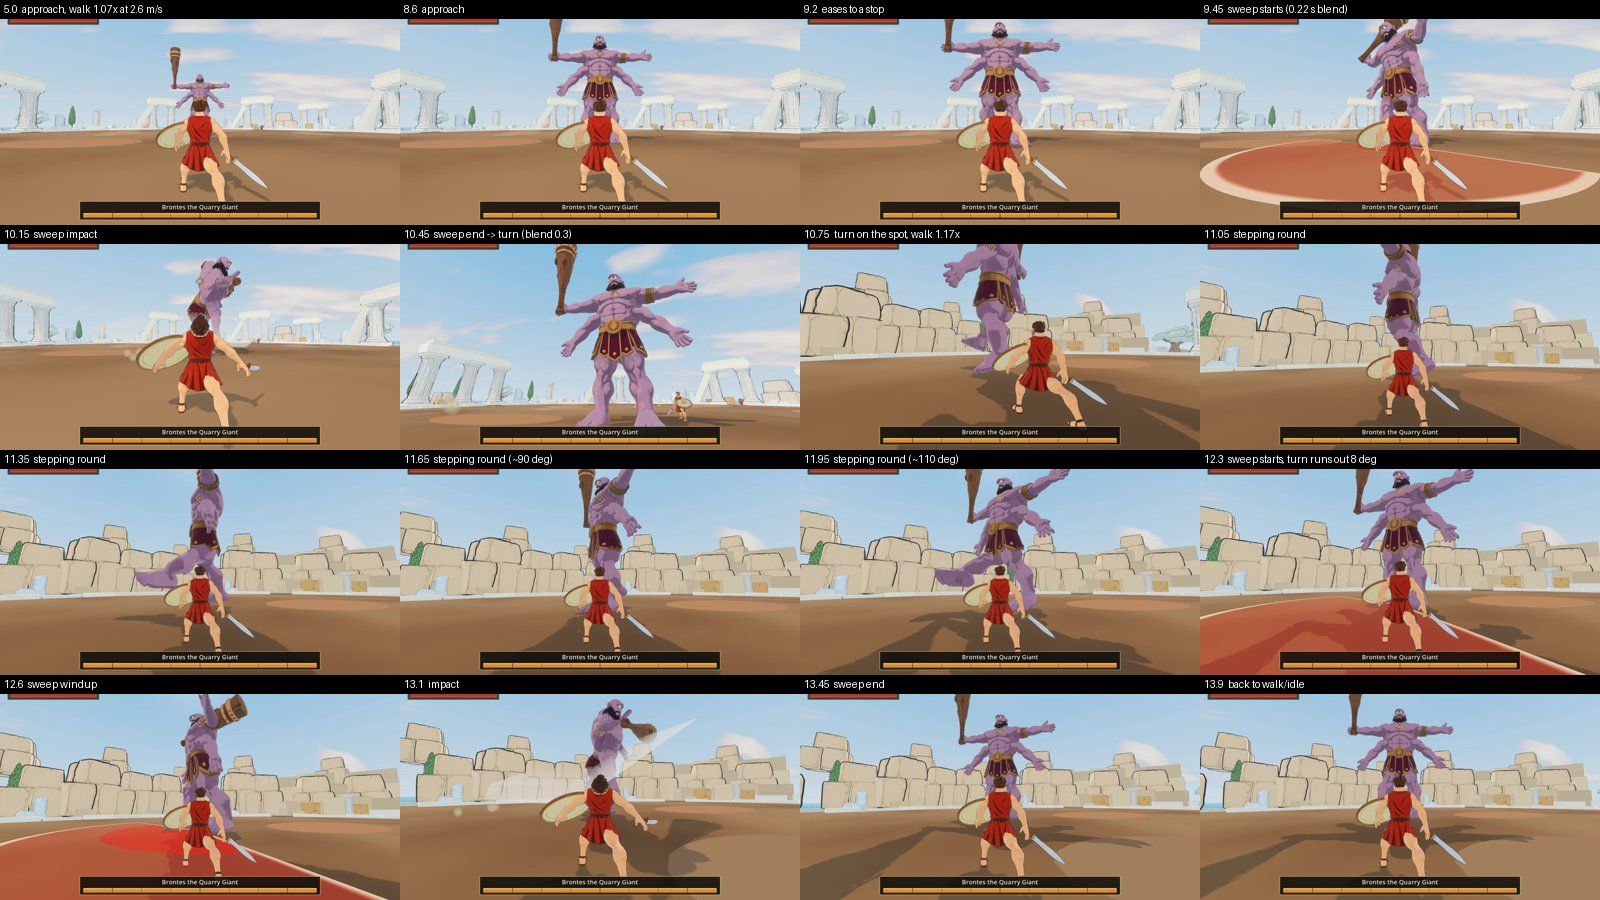 5.0 approach, walk 1.07x at 2.6 m/s
8.6 approach
9.2 eases to a stop
9.45 sweep starts (0.22 s blend)
Brontes the Quarry Giant
Brontes the Quarry Giant
Brontes the Quarry Giant
Brontes the Quarry Giant
10.15 sweep impact
10.45 sweep end -> turn (blend 0.3)
10.75 turn on the spot, walk 1.17x
11.05 stepping round
Brontes the Quarry Giant
Brontes the Quarry Giant
Brontes the Quarry Giant
Brontes the Quarry Giant
11.35 stepping round
11.65 stepping round (~90 deg)
11.95 stepping round (~110 deg)
12.3 sweep starts, turn runs out 8 deg
Brontes the Quarry Giant
Brontes the Quarry Giant
Brontes the Quarry Giant
Brontes the Quarry Giant
12.6 sweep windup
13.1 impact
13.45 sweep end
13.9 back to walk/idle
Brontes the Quarry Giant
Brontes the Quarry Giant
Brontes the Quarry Giant
Brontes the Quarry Giant